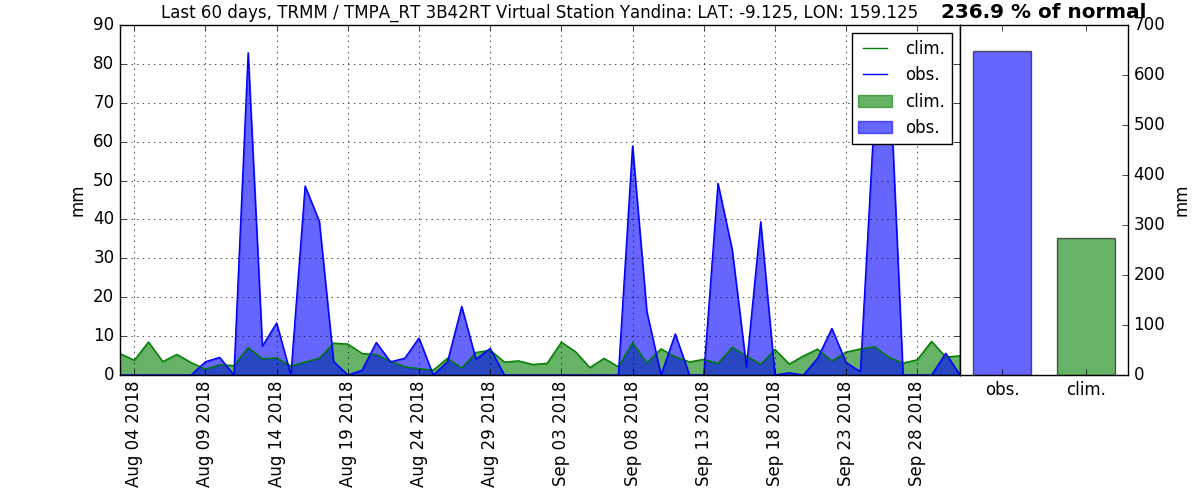 Last 60 days, TRMM / TMPA_RT 3B42RT Virtual Station Yandina: LAT: -9.125, LON: 159.125
236.9 % of normal
90
80
70
60
50
40
30
20
10
0
mm
clim.
obs.
clim.
obs.
700
600
500
400
300
200
100
0
mm
obs.
clim.
Aug 04 2018
Aug 09 2018
Aug 14 2018
Aug 19 2018
Aug 24 2018
Aug 29 2018
Sep 03 2018
Sep 08 2018
Sep 13 2018
Sep 18 2018
Sep 23 2018
Sep 28 2018